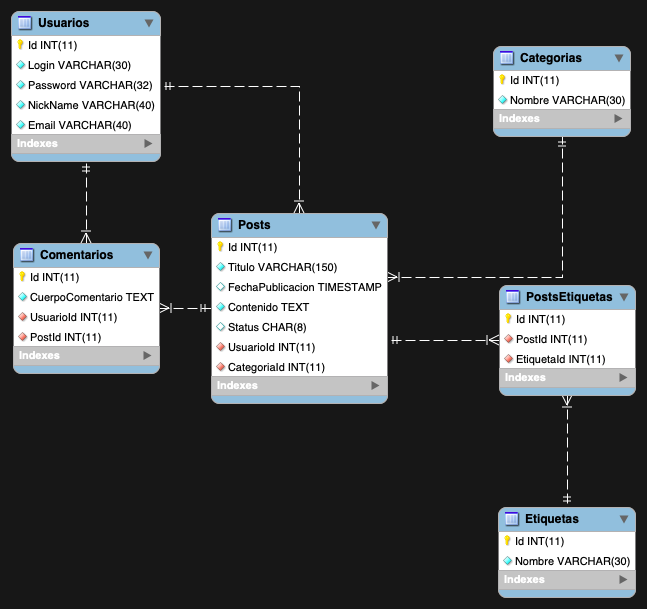 Usuarios
Id INT(11)
Login VARCHAR(30)
Password VARCHAR(32)
NickName VARCHAR(40)
Email VARCHAR(40)
Indexes
Categorias
Id INT(11)
Nombre VARCHAR(30)
Indexes
Comentarios
Id INT(11)
CuerpoComentario TEXT
UsuarioId INT(11)
PostId INT(11)
Indexes
Posts
Id INT(11)
Titulo VARCHAR(150)
FechaPublicacion TIMESTAMP
Contenido TEXT
Status CHAR(8)
UsuarioId INT(11)
CategoriaId INT(11)
Indexes
PostsEtiquetas
Id INT(11)
PostId INT(11)
EtiquetaId INT(11)
Indexes
Etiquetas
Id INT(11)
Nombre VARCHAR(30)
Indexes